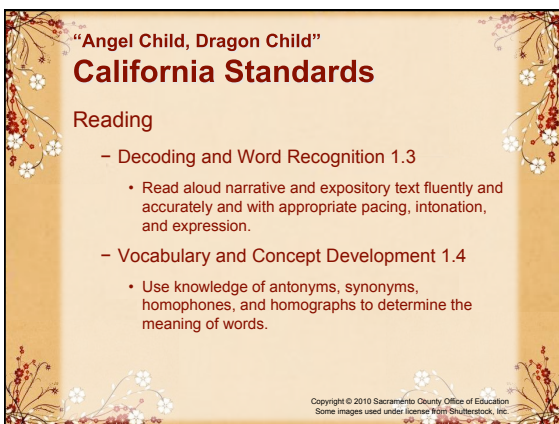 “Angel Child, Dragon Child”
California Standards
Reading
− Decoding and Word Recognition 1.3
• Read aloud narrative and expository text fluently and
accurately and with appropriate pacing, intonation,
and expression.
− Vocabulary and Concept Development 1.4
• Use knowledge of antonyms, synonyms,
homophones, and homographs to determine the
meaning of words.
Copyright © 2010 Sacramento County Office of Education
Some images used under license from Shutterstock, Inc.